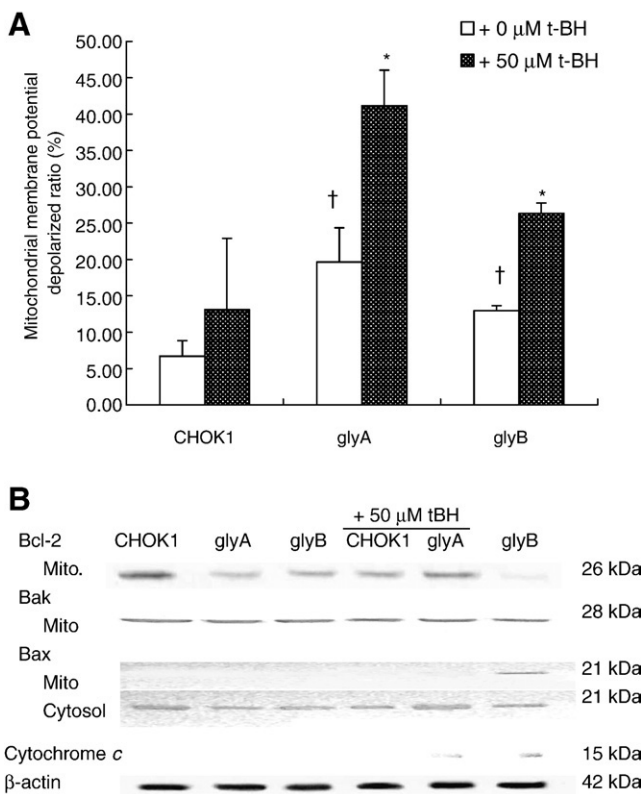 A
+ 0 µM t-BH
+ 50 µM t-BH
Mitochondrial membrane potential
depolarized ratio (%)
50.00
45.00
40.00
35.00
30.00
25.00
20.00
15.00
10.00
5.00
0.00
†
*
†
*
CHOK1 glyA glyB
B
+ 50 µM tBH
Bcl-2 CHOK1 glyA glyB CHOK1 glyA glyB
Mito. 26 kDa
Bak 28 kDa
Mito
Bax 21 kDa
Mito
21 kDa
Cytosol
Cytochrome c 15 kDa
β-actin 42 kDa